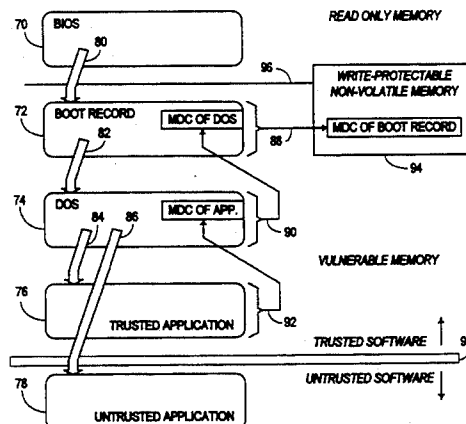 70
BIOS
80
READ ONLY MEMORY
96
WRITE-PROTECTABLE
NON-VOLATILE MEMORY
72
BOOT RECORD
MDC OF DOS
82
88
MDC OF BOOT RECORD
94
74
DOS
84
86
MDC OF APP.
90
VULNERABLE MEMORY
76
TRUSTED APPLICATION
92
TRUSTED SOFTWARE
UNTRUSTED SOFTWARE
78
UNTRUSTED APPLICATION